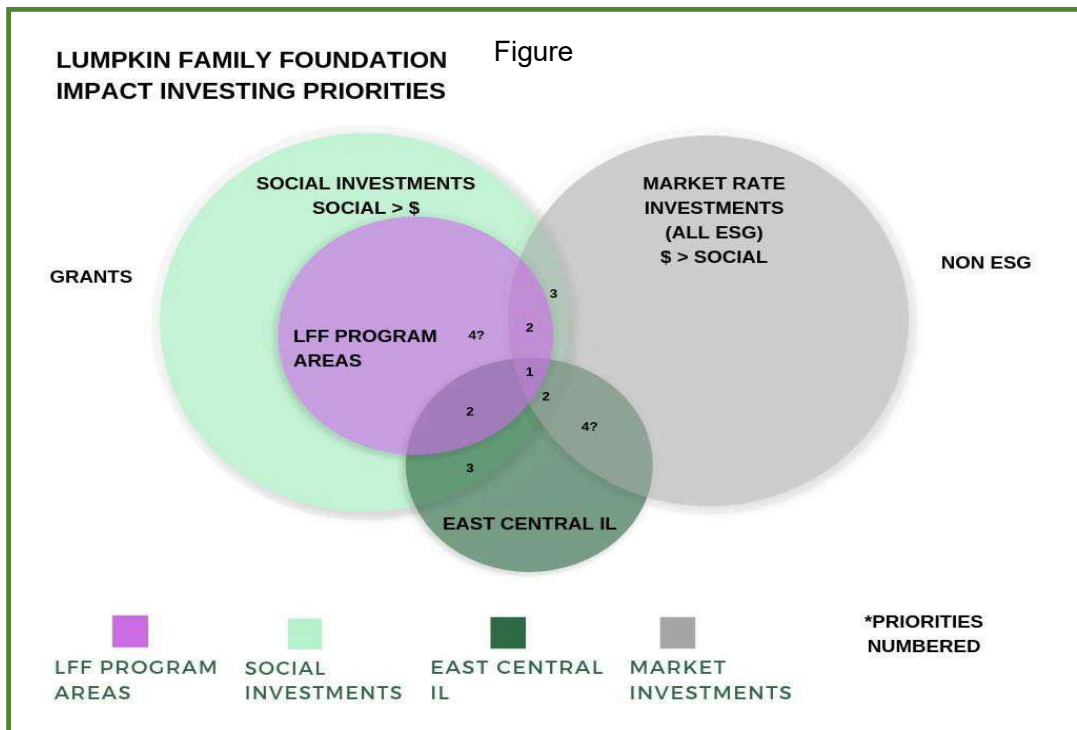 LUMPKIN FAMILY FOUNDATION
IMPACT INVESTING PRIORITIES
Figure
SOCIAL INVESTMENTS
SOCIAL > $
MARKET RATE
INVESTMENTS
(ALL ESG)
$ > SOCIAL
GRANTS
NON ESG
3
2
4?
LFF PROGRAM
AREAS
1
2
2
4?
3
EAST CENTRAL IL
LFF PROGRAM
AREAS
SOCIAL
INVESTMENTS
EAST CENTRAL
IL
MARKET
INVESTMENTS
*PRIORITIES
NUMBERED